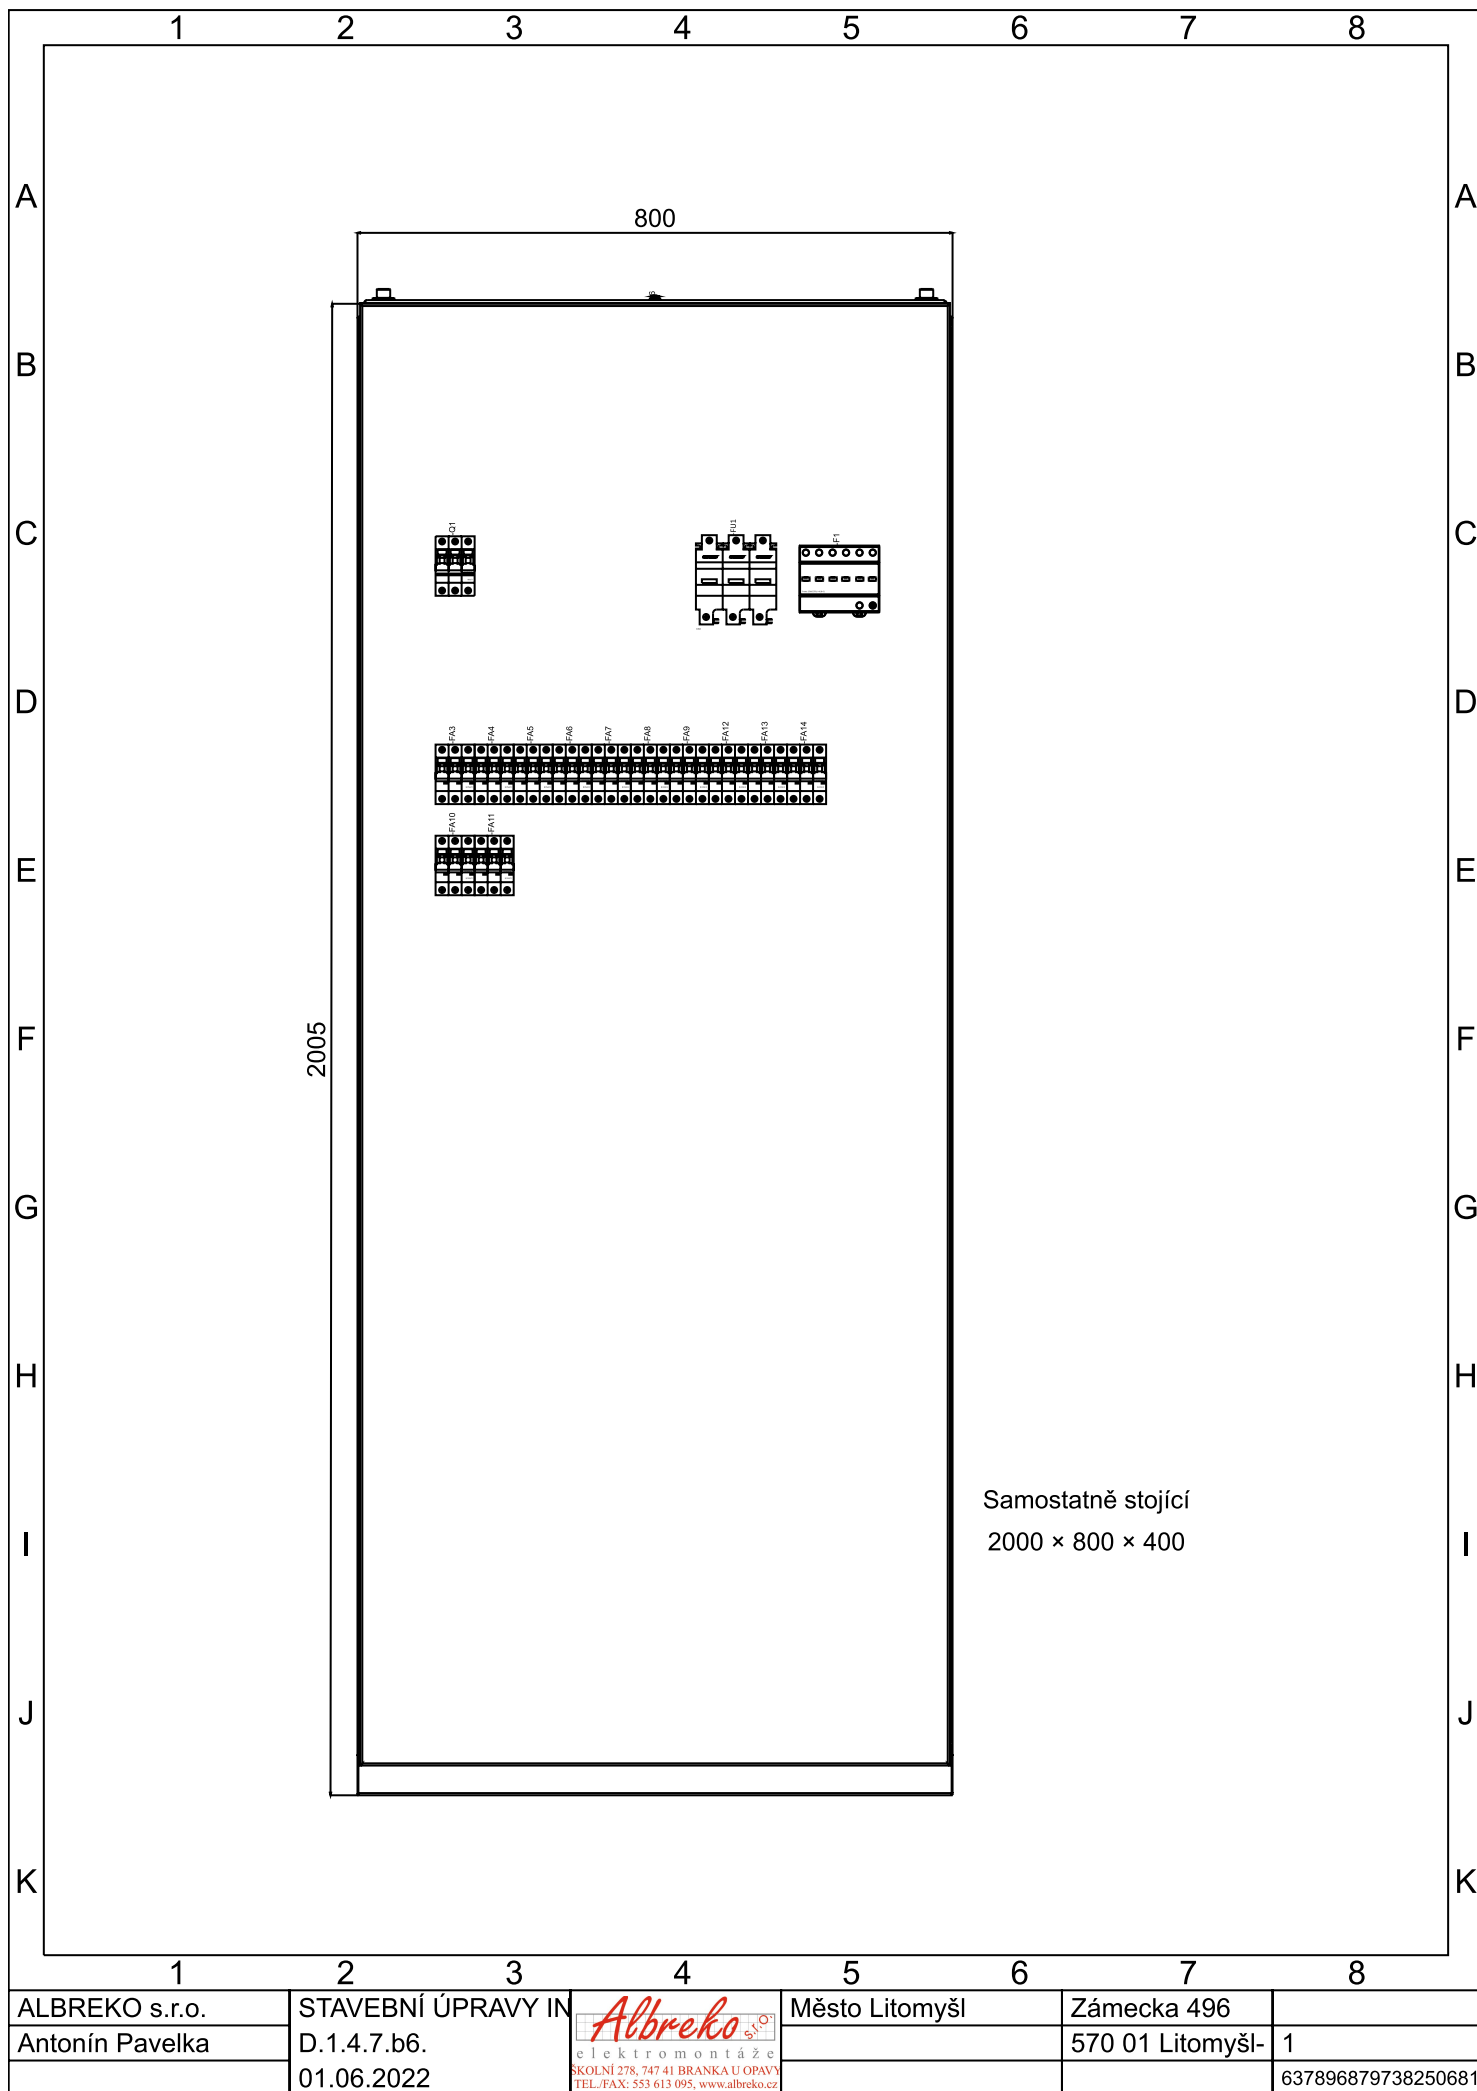 1 2 3 4 5 6 7 8
A A
800
B B
C C
-Q1 -FU1 -F1
D D
-FA3 -FA4 -FA5 -FA6 -FA7 -FA8 -FA9 -FA12 -FA13 -FA14
-FA10 -FA11
E E
F F
2005
G G
H H
Samostatně stojící
I I
2000 × 800 × 400
J J
K K
1 2 3 4 5 6 7 8
ALBREKO s.r.o. STAVEBNÍ ÚPRAVY IN Albreko s.r.o. Město Litomyšl Zámecka 496
Antonín Pavelka D.1.4.7.b6. elektromontáže 570 01 Litomyšl- 1
ŠKOLNÍ 278, 747 41 BRANKA U OPAVY
01.06.2022 TEL./FAX: 553 613 095, www.albreko.cz 637896879738250681